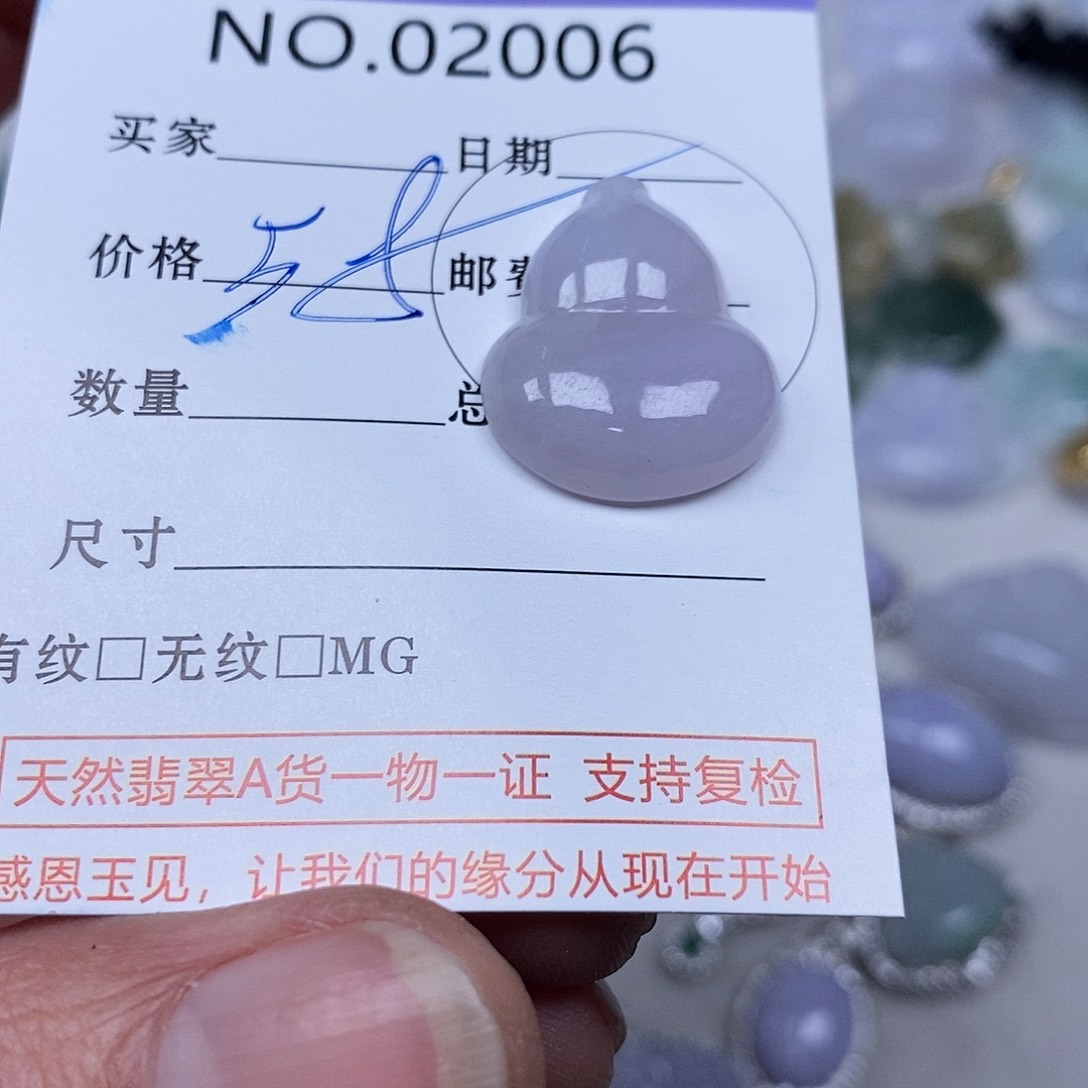 NO.02006
买家 日期
价格 58 邮费
数量 总
尺寸
有纹□无纹□MG
天然翡翠A货一物一证 支持复检
感恩玉见，让我们的缘分从现在开始